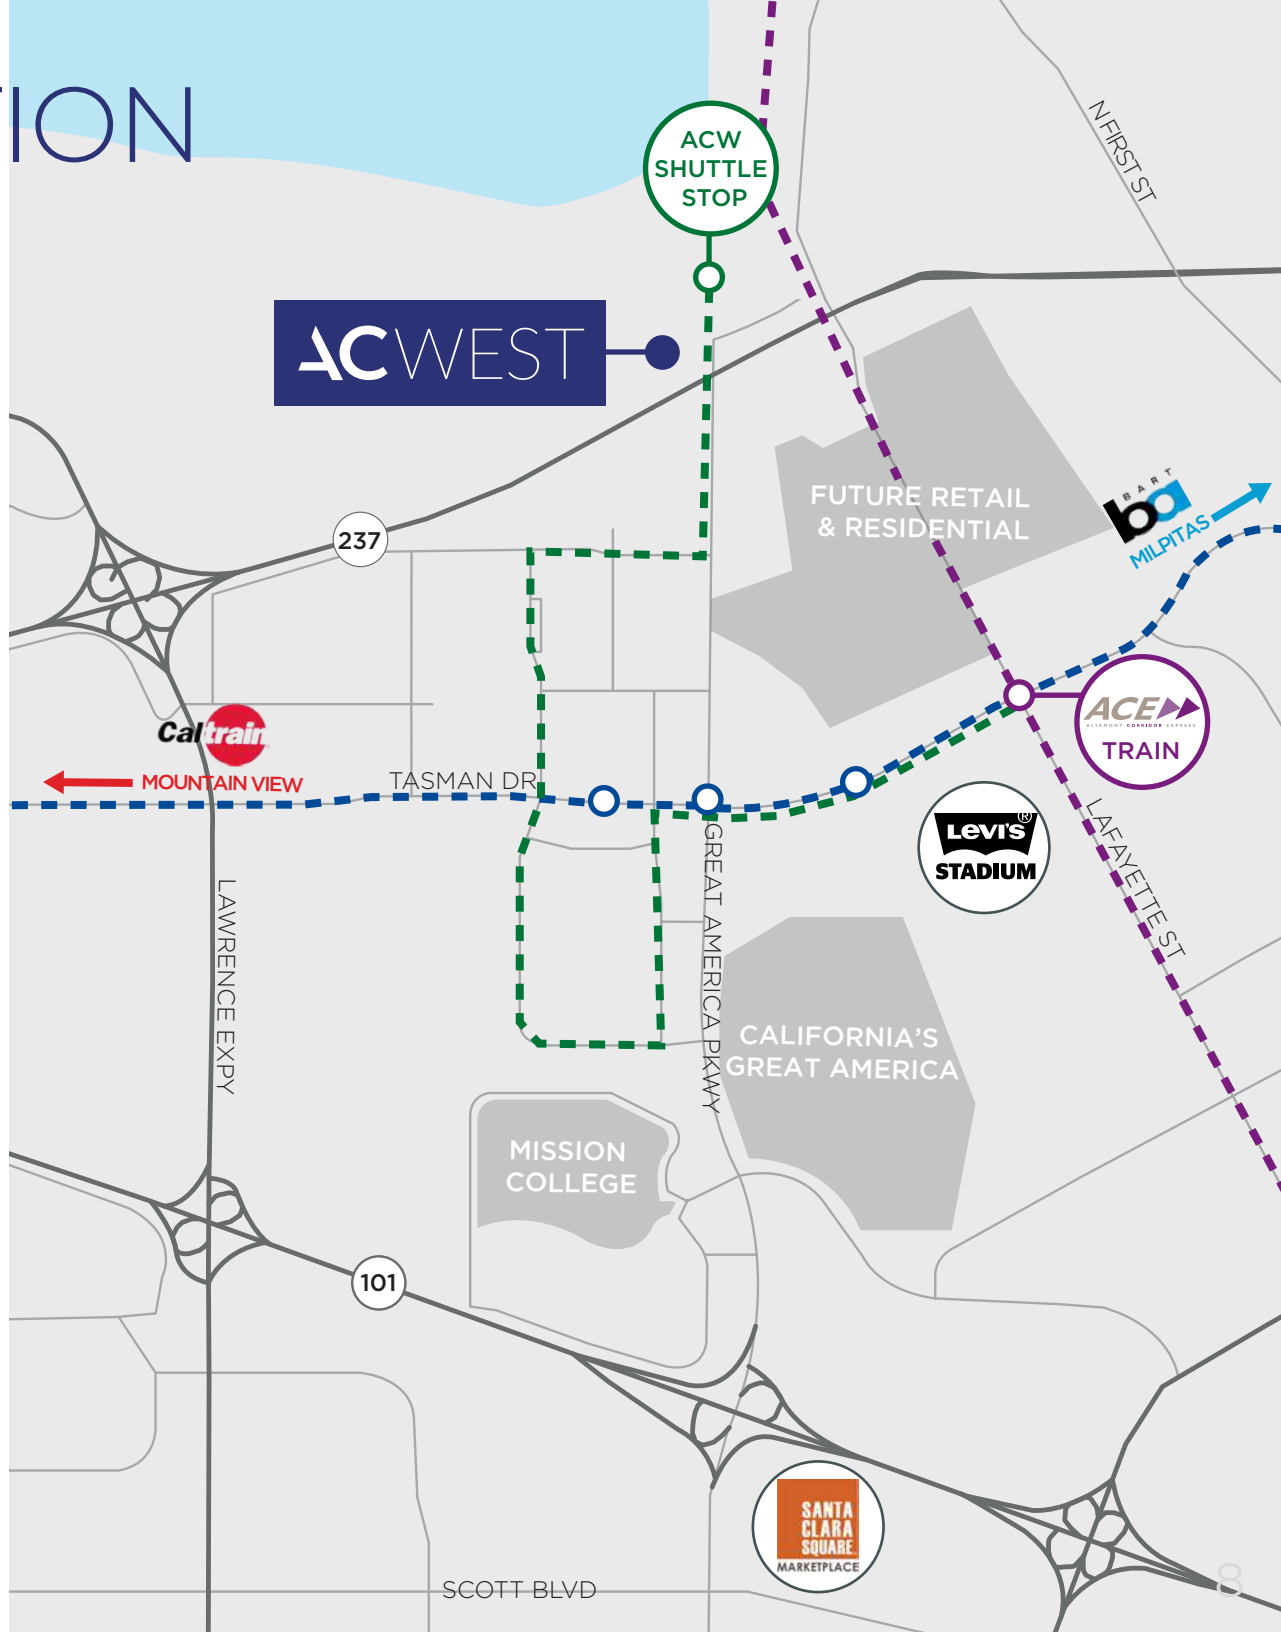 TION
ACW
SHUTTLE
STOP
N FIRST ST
ACWEST
FUTURE RETAIL
& RESIDENTIAL
BART
ba
MILPITAS
237
Caltrain
MOUNTAIN VIEW
TASMAN DR
ACE
ALTAMONT CORRIDOR EXPRESS
TRAIN
LEVI'S®
STADIUM
LAFAYETTE ST
GREAT AMERICA PKWY
LAWRENCE EXPY
CALIFORNIA'S
GREAT AMERICA
MISSION
COLLEGE
101
SANTA
CLARA
SQUARE
MARKETPLACE
SCOTT BLVD
8